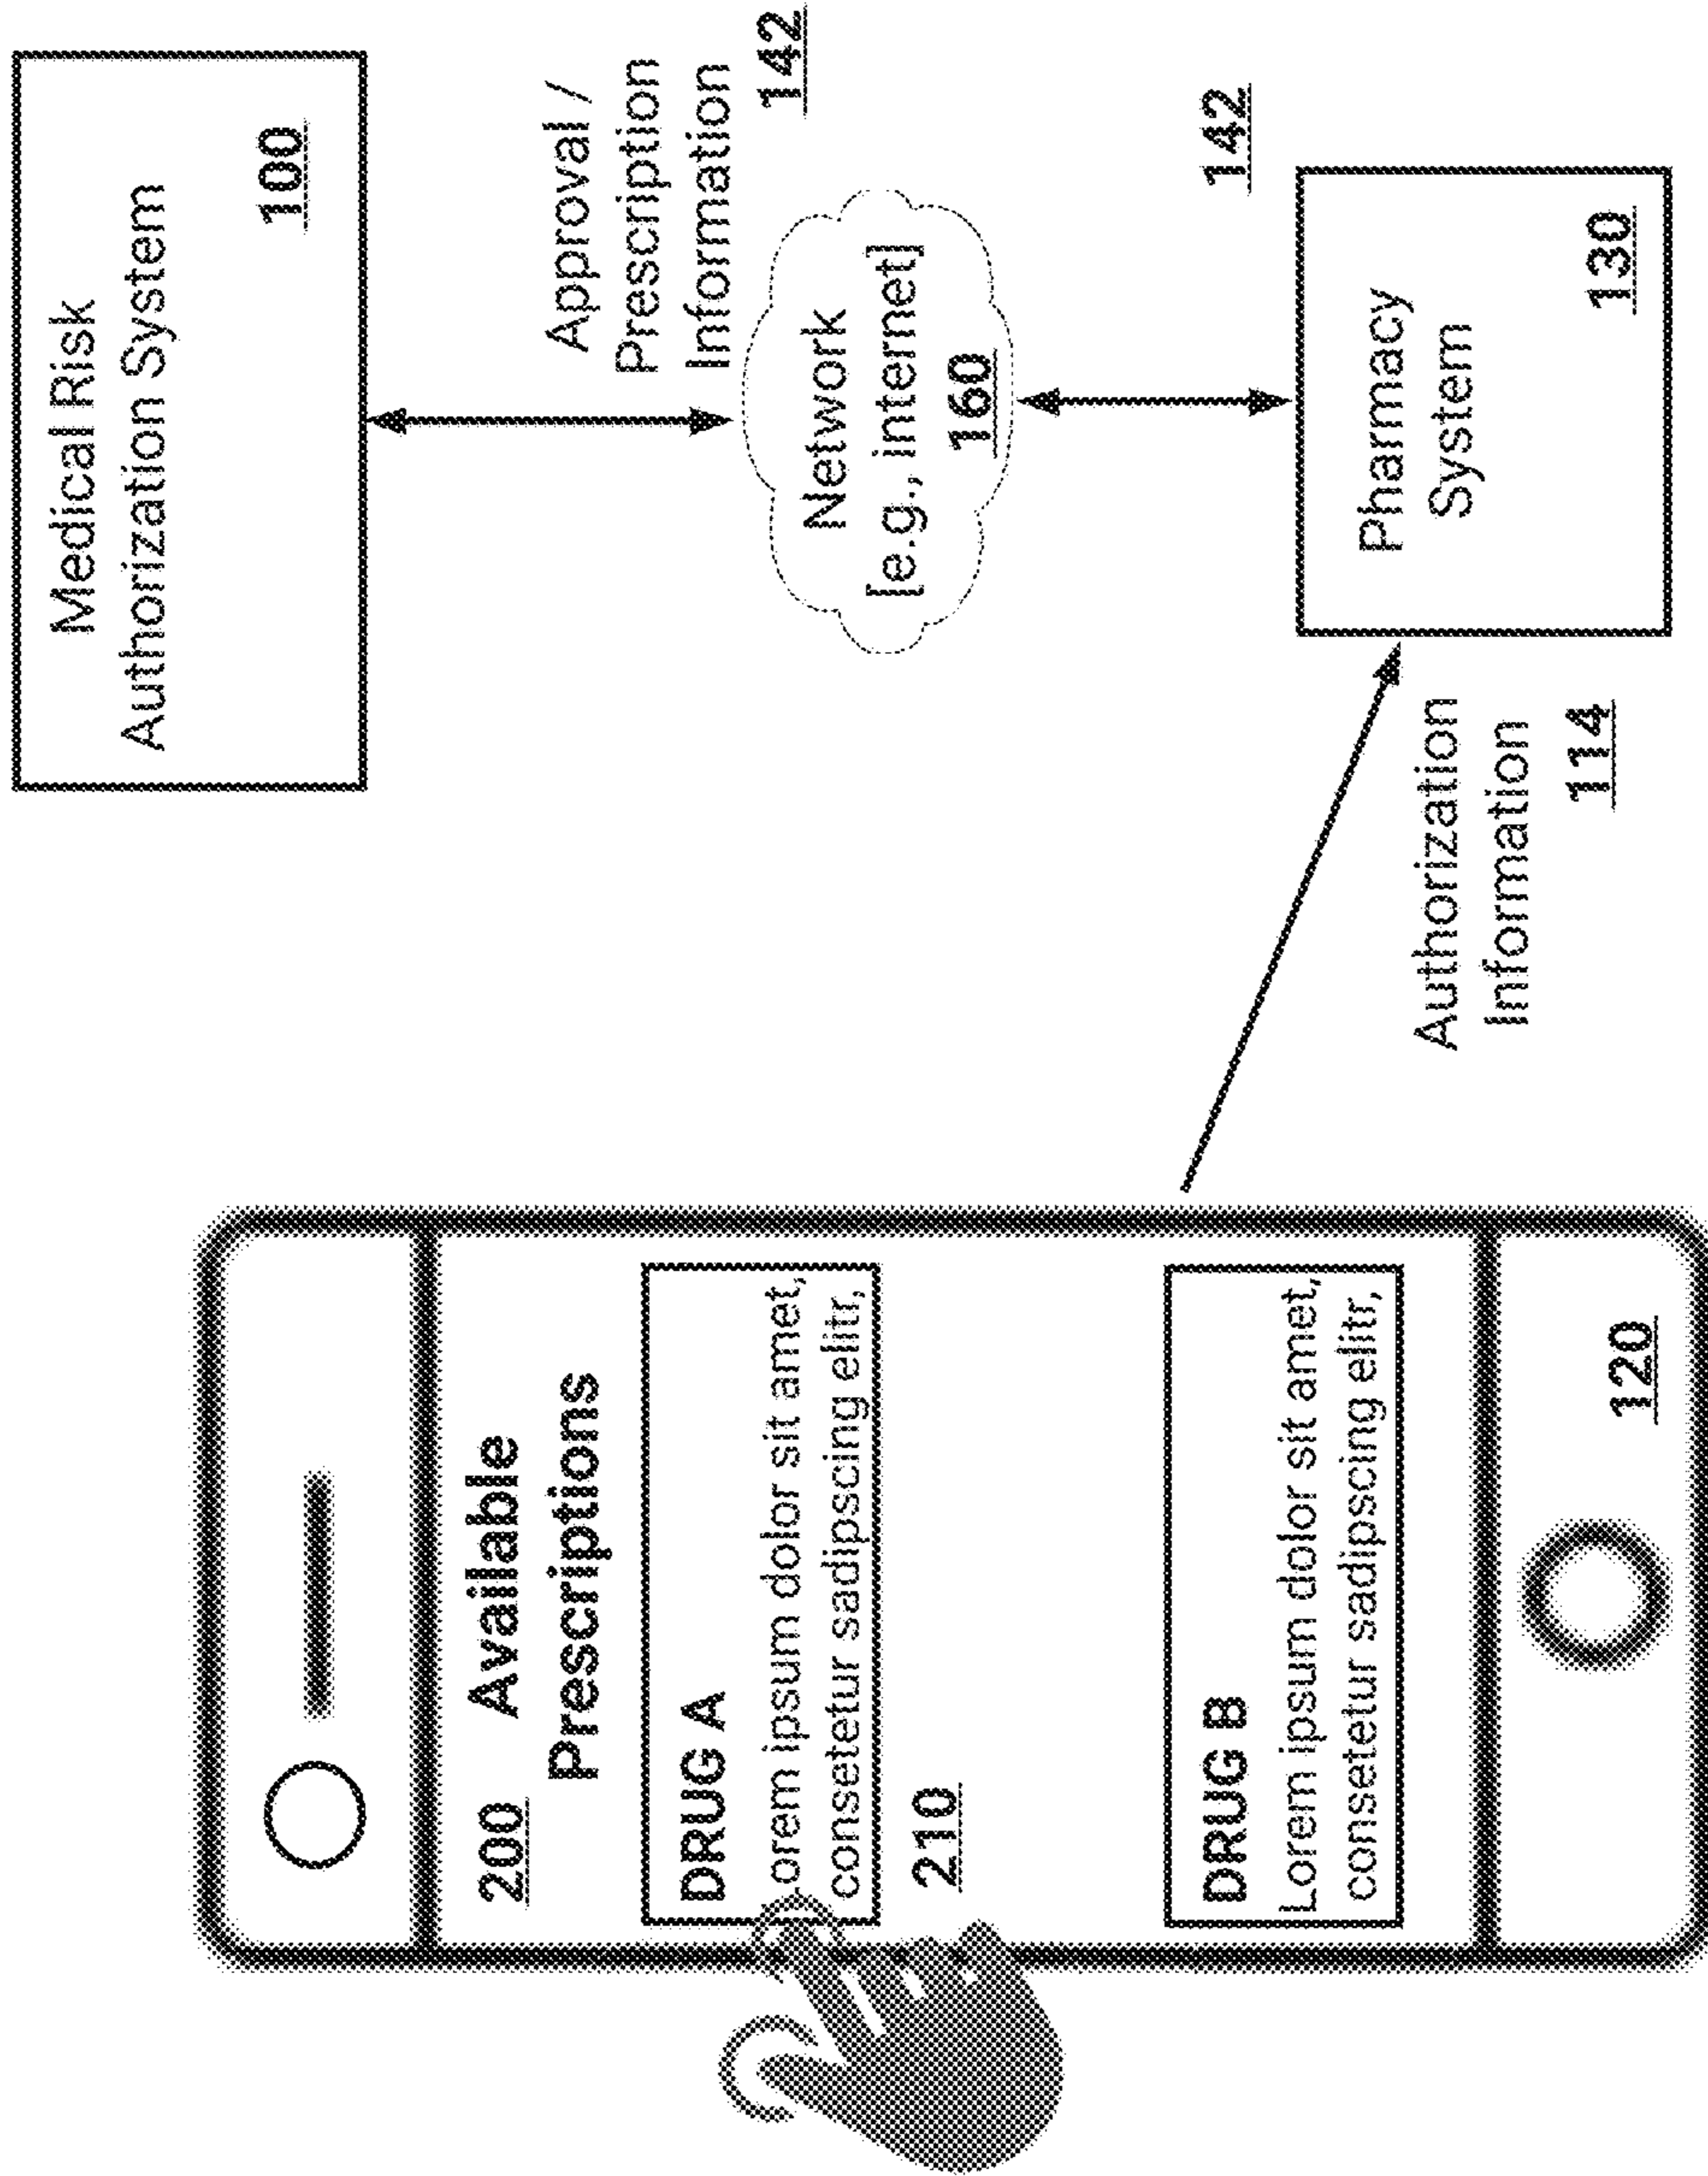 200 Available
Prescriptions
DRUG A
Lorem ipsum dolor sit amet,
consetetur sadipscing elitr,
210
DRUG B
Lorem ipsum dolor sit amet,
consetetur sadipscing elitr,
120
Medical Risk
Authorization System
100
Approval /
Prescription
Information
142
Network
[e.g., internet]
160
142
Pharmacy
System
130
Authorization
Information
114